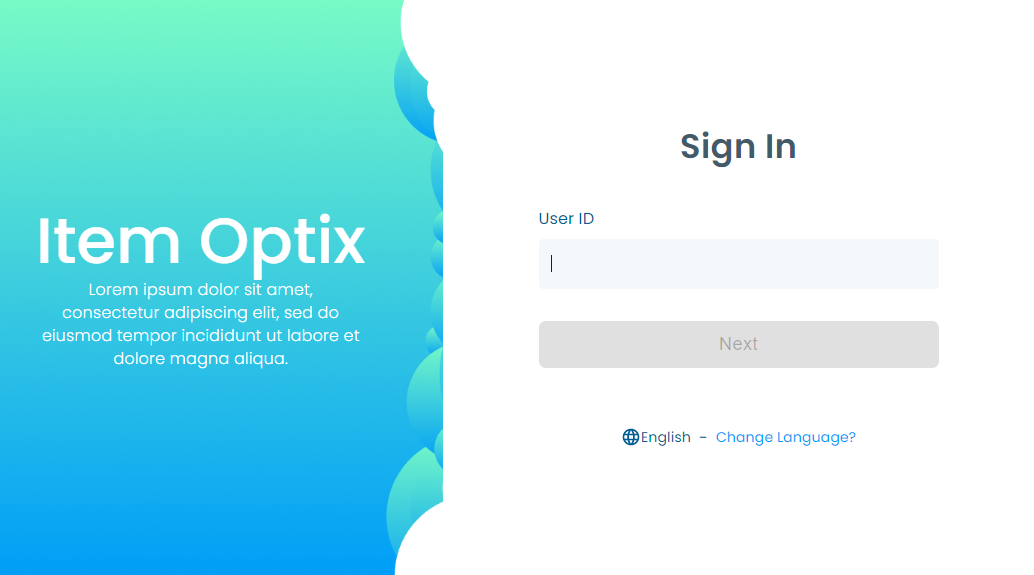 Item Optix
Lorem ipsum dolor sit amet,
consectetur adipiscing elit, sed do
eiusmod tempor incididunt ut labore et
dolore magna aliqua.
Sign In
User ID
Next
English - Change Language?